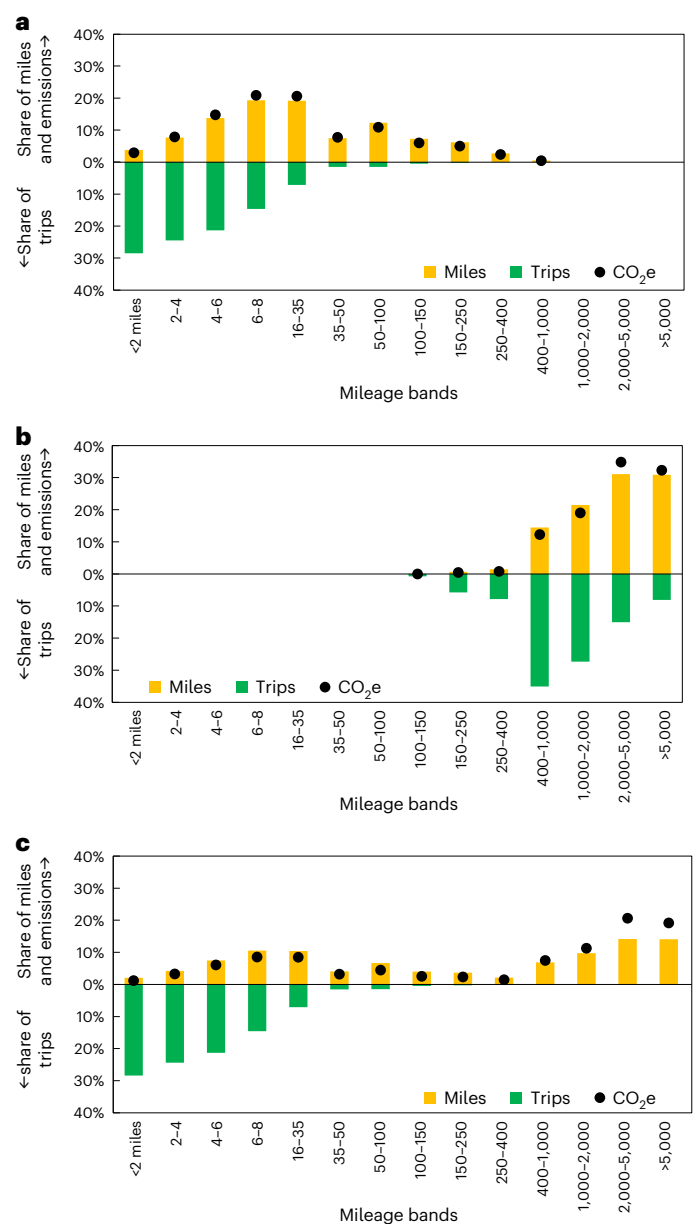 a
Share of miles
and emissions→
←Share of
trips
40%
30%
20%
10%
0%
10%
20%
30%
40%
Miles
Trips
CO₂e
<2 miles
2–4
4–6
6–8
16–35
35–50
50–100
100–150
150–250
250–400
400–1,000
1,000–2,000
2,000–5,000
>5,000
Mileage bands
b
Share of miles
and emissions→
←Share of
trips
40%
30%
20%
10%
0%
10%
20%
30%
40%
Miles
Trips
CO₂e
<2 miles
2–4
4–6
6–8
16–35
35–50
50–100
100–150
150–250
250–400
400–1,000
1,000–2,000
2,000–5,000
>5,000
Mileage bands
c
Share of miles
and emissions→
←share of
trips
40%
30%
20%
10%
0%
10%
20%
30%
40%
Miles
Trips
CO₂e
<2 miles
2–4
4–6
6–8
16–35
35–50
50–100
100–150
150–250
250–400
400–1,000
1,000–2,000
2,000–5,000
>5,000
Mileage bands